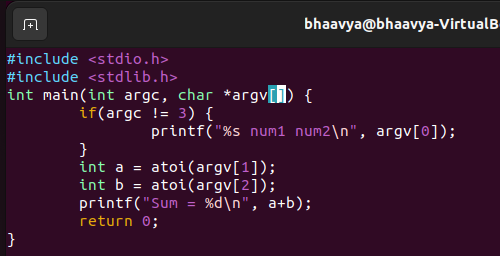 bhaavya@bhaavya-VirtualB
#include <stdio.h>
#include <stdlib.h>
int main(int argc, char *argv[]) {
        if(argc != 3) {
                printf("%s num1 num2\n", argv[0]);
        }
        int a = atoi(argv[1]);
        int b = atoi(argv[2]);
        printf("Sum = %d\n", a+b);
        return 0;
}